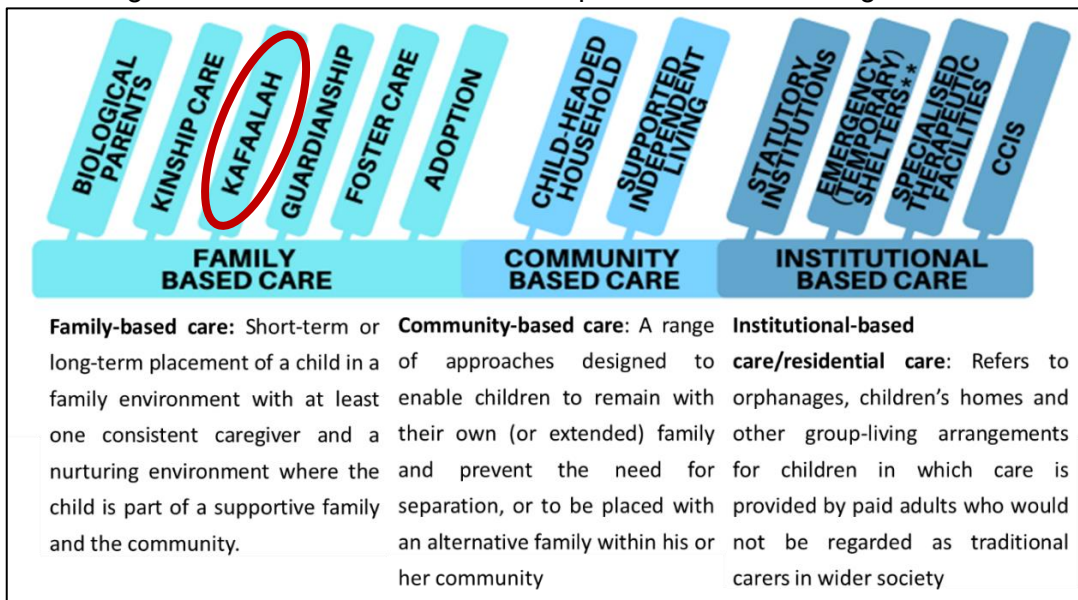 BIOLOGICAL
PARENTS
KINSHIP CARE
KAFAALAH
GUARDIANSHIP
FOSTER CARE
ADOPTION
CHILD-HEADED
HOUSEHOLD
SUPPORTED
INDEPENDENT
LIVING
STATUTORY
INSTITUTIONS
EMERGENCY
(TEMPORARY)
SHELTERS**
SPECIALISED
THERAPEUTIC
FACILITIES
CCIS
FAMILY
BASED CARE
COMMUNITY
BASED CARE
INSTITUTIONAL
BASED CARE
Family-based care: Short-term or
long-term placement of a child in a
family environment with at least
one consistent caregiver and a
nurturing environment where the
child is part of a supportive family
and the community.
Community-based care: A range
of approaches designed to
enable children to remain with
their own (or extended) family
and prevent the need for
separation, or to be placed with
an alternative family within his or
her community
Institutional-based
care/residential care: Refers to
orphanages, children's homes and
other group-living arrangements
for children in which care is
provided by paid adults who would
not be regarded as traditional
carers in wider society